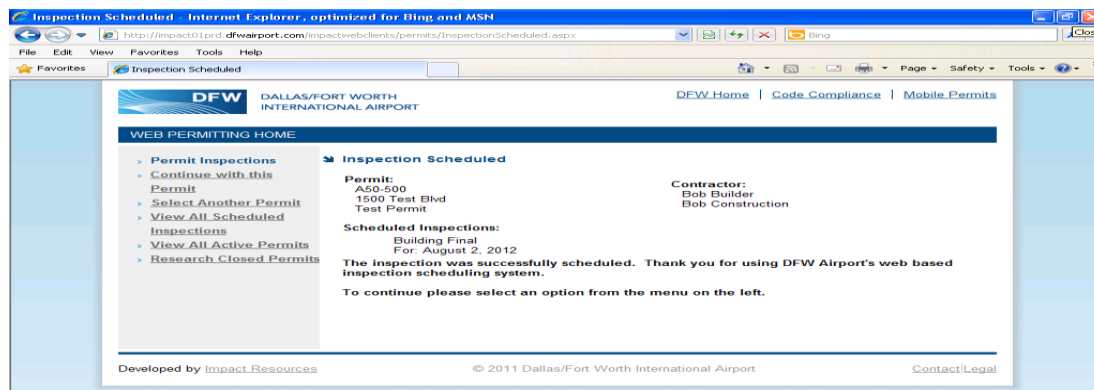 Inspection Scheduled - Internet Explorer, optimized for Bing and MSN
http://impact01prd.dfwairport.com/impactwebclients/permits/InspectionScheduled.aspx
Bing
Clos
File Edit View Favorites Tools Help
Favorites
Inspection Scheduled
Page Safety Tools
DFW
DALLAS/FORT WORTH
INTERNATIONAL AIRPORT
DFW Home | Code Compliance | Mobile Permits
WEB PERMITTING HOME
Permit Inspections
Continue with this
Permit
Select Another Permit
View All Scheduled
Inspections
View All Active Permits
Research Closed Permits
Inspection Scheduled
Permit:
A50-500
1500 Test Blvd
Test Permit
Contractor:
Bob Builder
Bob Construction
Scheduled Inspections:
Building Final
For: August 2, 2012
The inspection was successfully scheduled. Thank you for using DFW Airport's web based
inspection scheduling system.
To continue please select an option from the menu on the left.
Developed by Impact Resources
© 2011 Dallas/Fort Worth International Airport
Contact|Legal